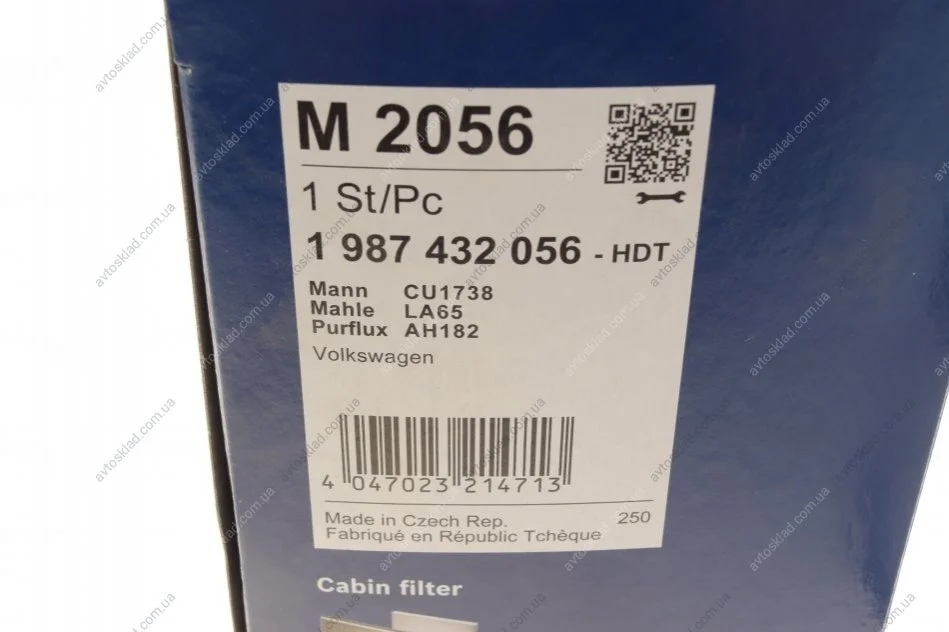 M 2056
1 St/Pc
1 987 432 056 - HDT
Mann CU1738
Mahle LA65
Purflux AH182
Volkswagen
4 047023 214713
Made in Czech Rep. 250
Fabriqué en Républic Tchèque
Cabin filter
avtosklad.com.ua